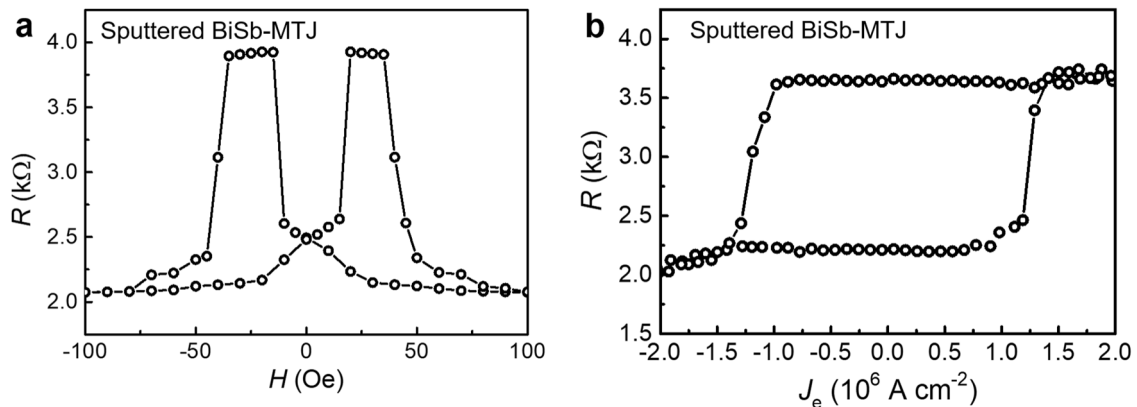 a
Sputtered BiSb-MTJ
4.0
3.5
3.0
2.5
2.0
R (kΩ)
-100 -50 0 50 100
H (Oe)
b
Sputtered BiSb-MTJ
4.0
3.5
3.0
2.5
2.0
1.5
R (kΩ)
-2.0 -1.5 -1.0 -0.5 0.0 0.5 1.0 1.5 2.0
Jₑ (10⁶ A cm⁻²)